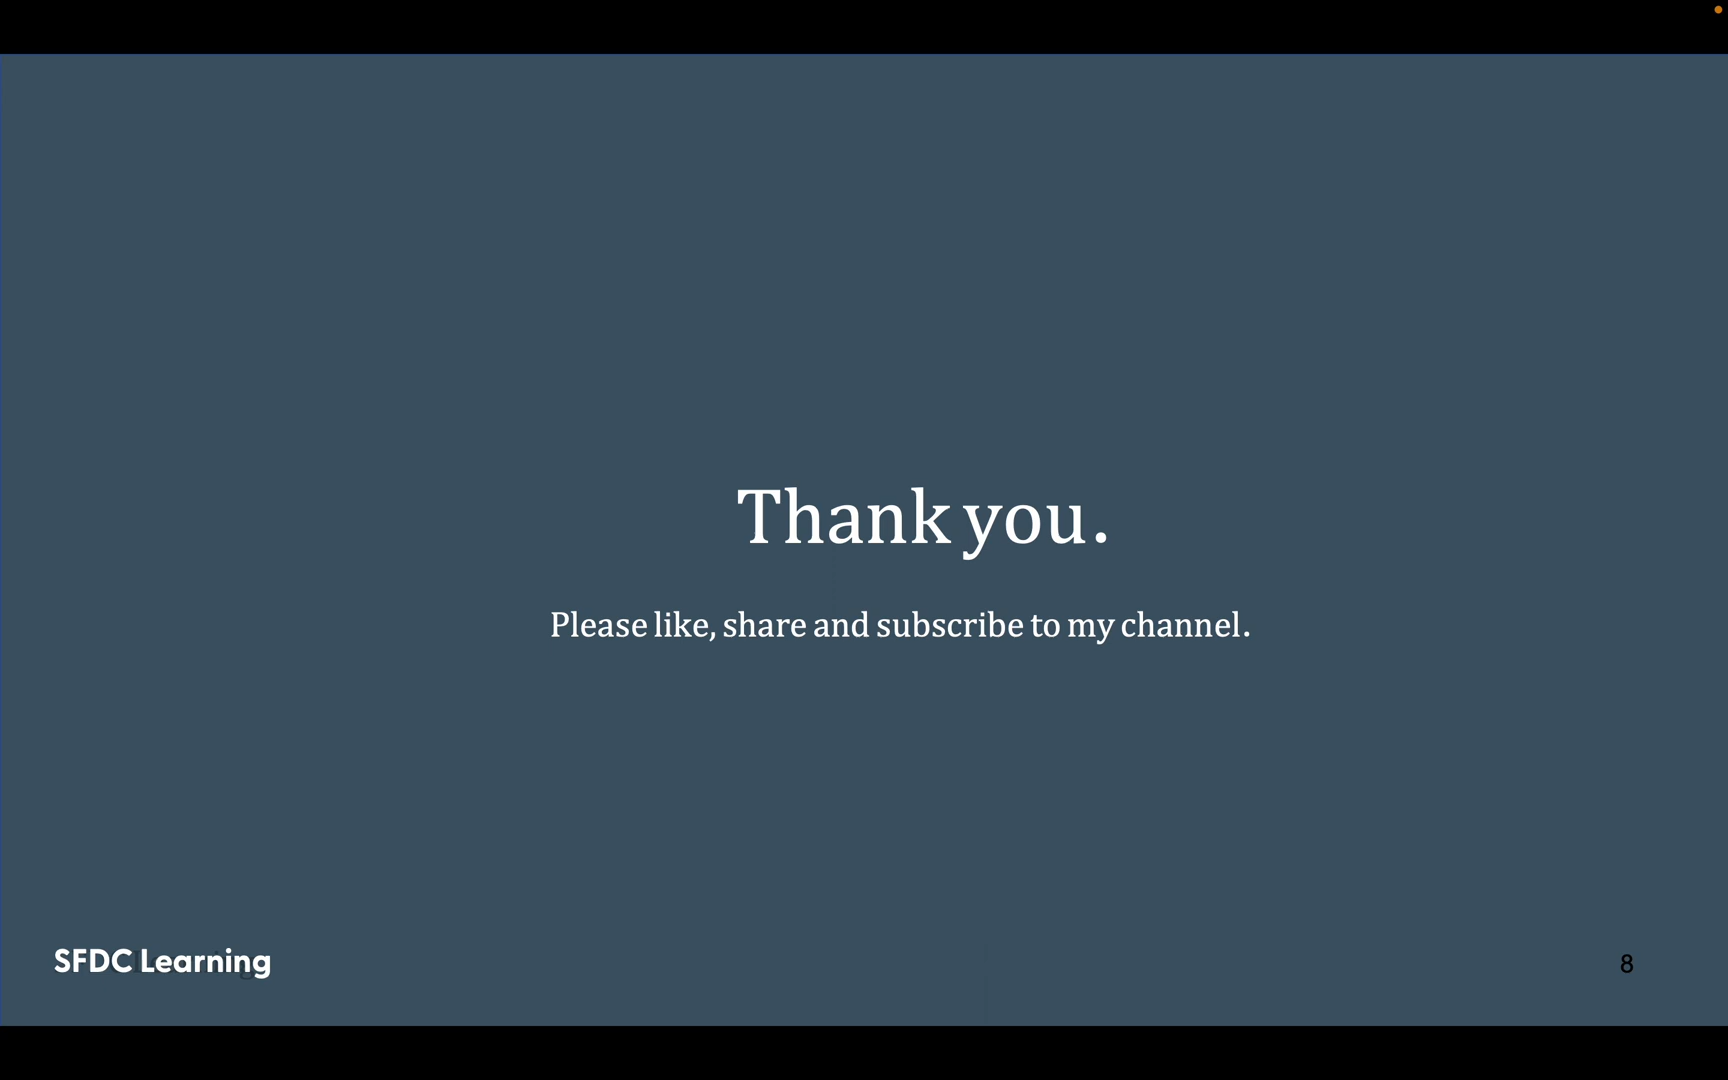 Thank you.
Please like, share and subscribe to my channel.
SFDC Learning
8